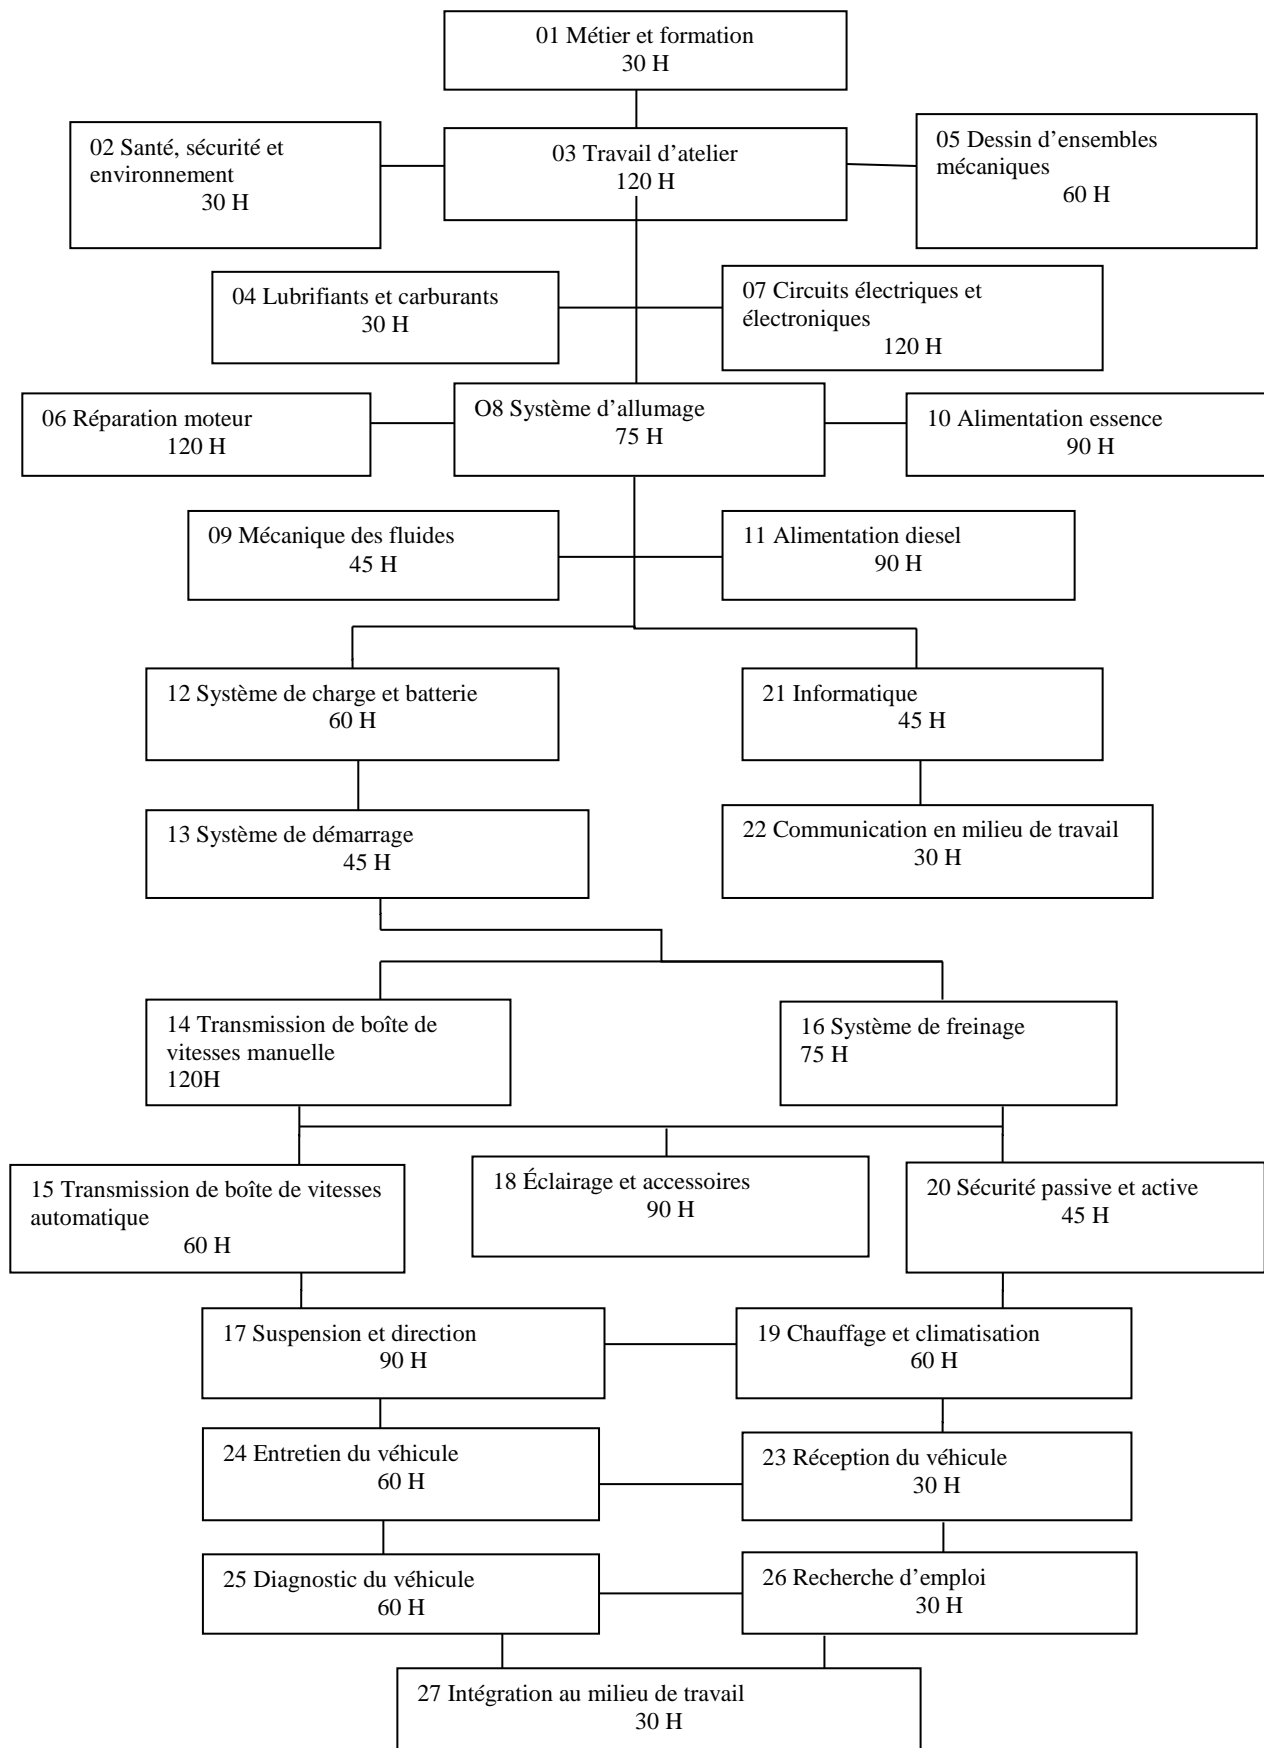 01 Métier et formation
30 H
02 Santé, sécurité et
environnement
30 H
03 Travail d'atelier
120 H
05 Dessin d'ensembles
mécaniques
60 H
04 Lubrifiants et carburants
30 H
07 Circuits électriques et
électroniques
120 H
06 Réparation moteur
120 H
O8 Système d'allumage
75 H
10 Alimentation essence
90 H
09 Mécanique des fluides
45 H
11 Alimentation diesel
90 H
12 Système de charge et batterie
60 H
21 Informatique
45 H
13 Système de démarrage
45 H
22 Communication en milieu de travail
30 H
14 Transmission de boîte de
vitesses manuelle
120H
16 Système de freinage
75 H
15 Transmission de boîte de vitesses
automatique
60 H
18 Éclairage et accessoires
90 H
20 Sécurité passive et active
45 H
17 Suspension et direction
90 H
19 Chauffage et climatisation
60 H
24 Entretien du véhicule
60 H
23 Réception du véhicule
30 H
25 Diagnostic du véhicule
60 H
26 Recherche d'emploi
30 H
27 Intégration au milieu de travail
30 H